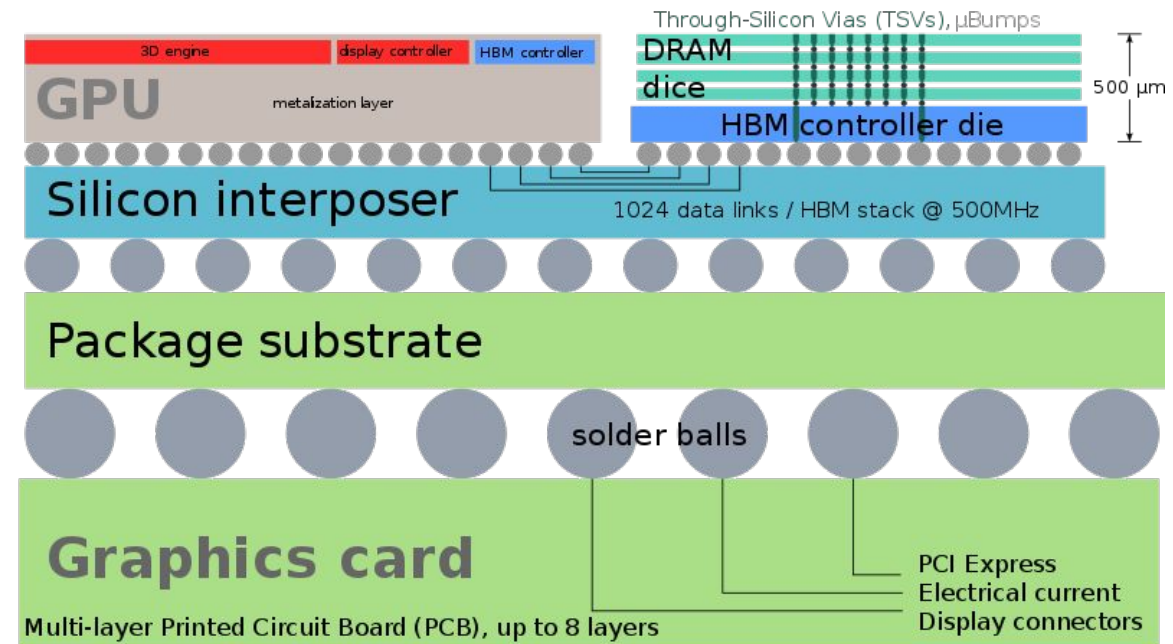 Through-Silicon Vias (TSVs), µBumps
3D engine
display controller
HBM controller
GPU
metalization layer
DRAM
dice
HBM controller die
500 µm
Silicon interposer
1024 data links / HBM stack @ 500MHz
Package substrate
solder balls
Graphics card
PCI Express
Electrical current
Display connectors
Multi-layer Printed Circuit Board (PCB), up to 8 layers